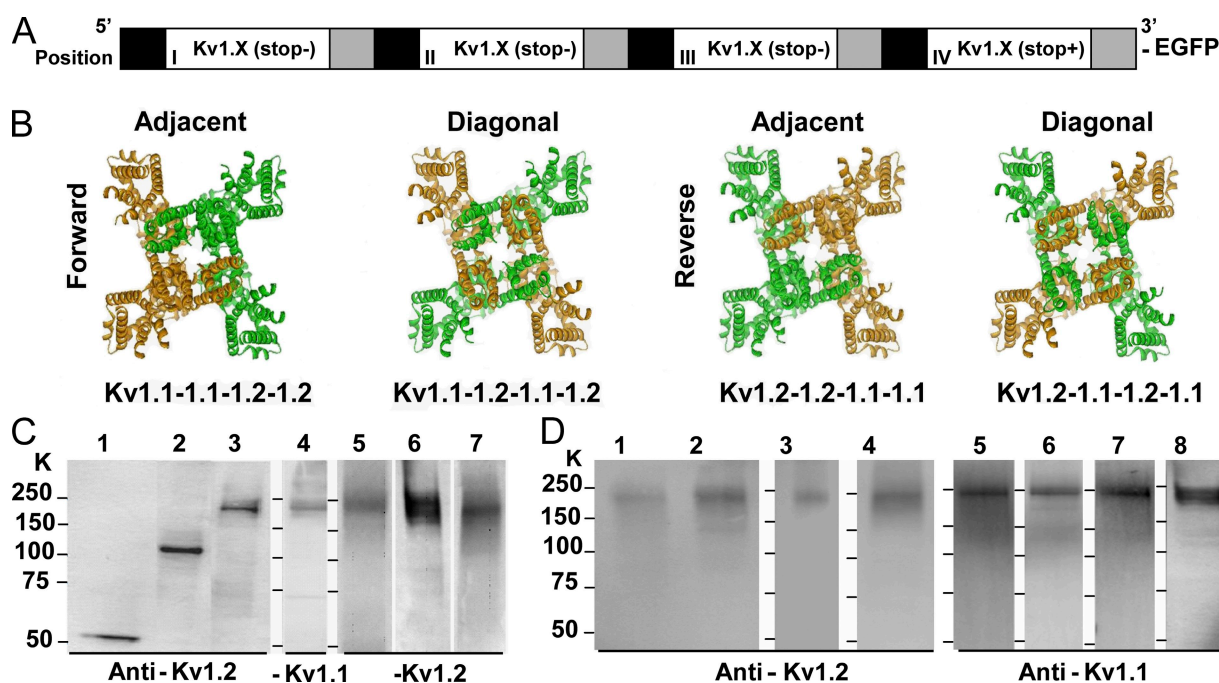 A
5' 3'
Position I Kv1.X (stop-) II Kv1.X (stop-) III Kv1.X (stop-) IV Kv1.X (stop+) - EGFP
B
Adjacent Diagonal Adjacent Diagonal
Forward Reverse
Kv1.1-1.1-1.2-1.2 Kv1.1-1.2-1.1-1.2 Kv1.2-1.2-1.1-1.1 Kv1.2-1.1-1.2-1.1
C
1 2 3 4 5 6 7
K
250
150
100
75
50
Anti-Kv1.2 -Kv1.1 -Kv1.2
D
1 2 3 4 5 6 7 8
K
250
150
100
75
50
Anti-Kv1.2 Anti-Kv1.1